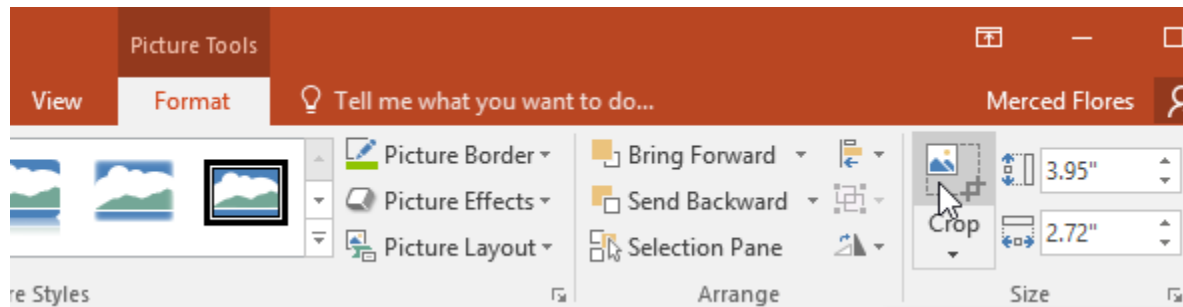 Picture Tools
View Format Tell me what you want to do... Merced Flores
Picture Border Bring Forward 3.95"
Picture Effects Send Backward
Crop 2.72"
Picture Layout Selection Pane
re Styles Arrange Size